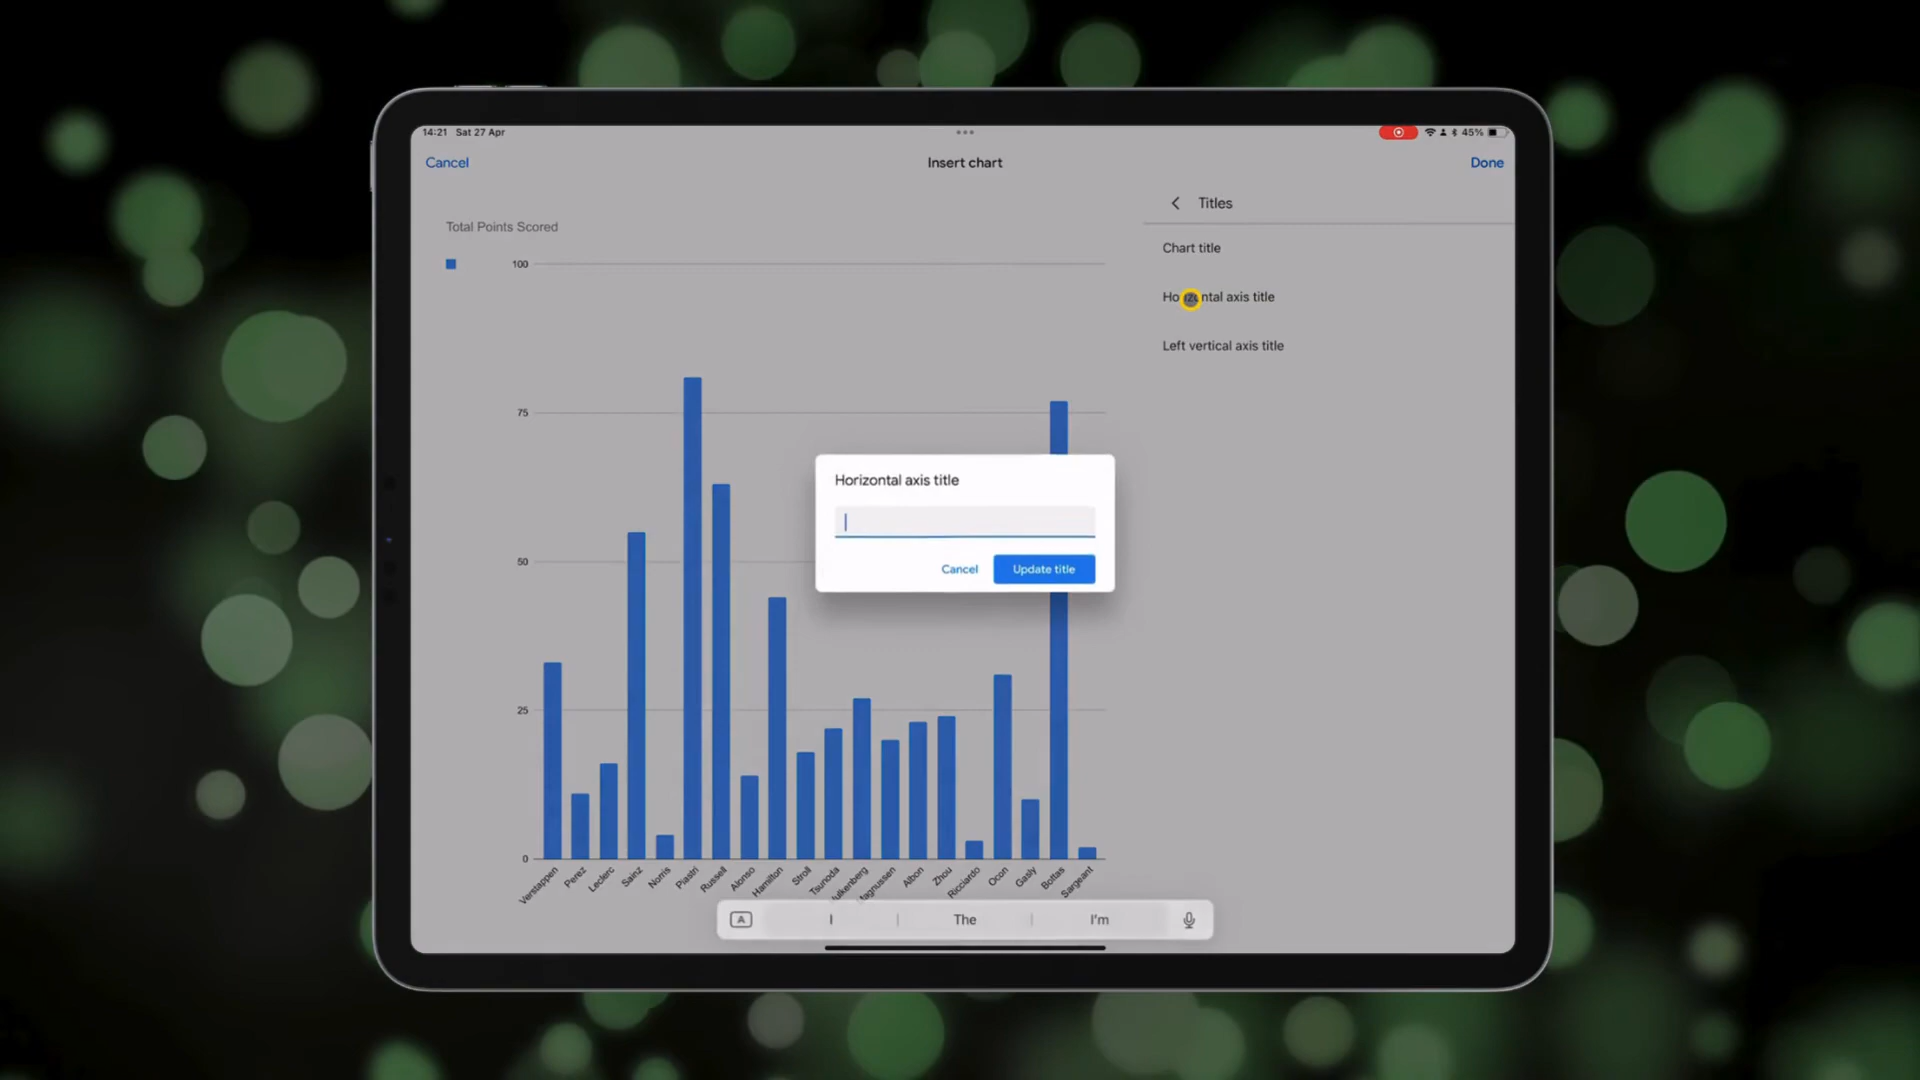 14:21 Sat 27 Apr
45%
Cancel
Insert chart
Done
Titles
Total Points Scored
Chart title
Horizontal axis title
Left vertical axis title
100
75
50
25
0
Horizontal axis title
Cancel
Update title
Verstappen
Perez
Leclerc
Sainz
Norris
Piastri
Russell
Alonso
Hamilton
Stroll
Tsunoda
ulkenberg
agnussen
Albon
Zhou
Ricciardo
Ocon
Gasly
Bottas
Sargeant
A
I
The
I'm